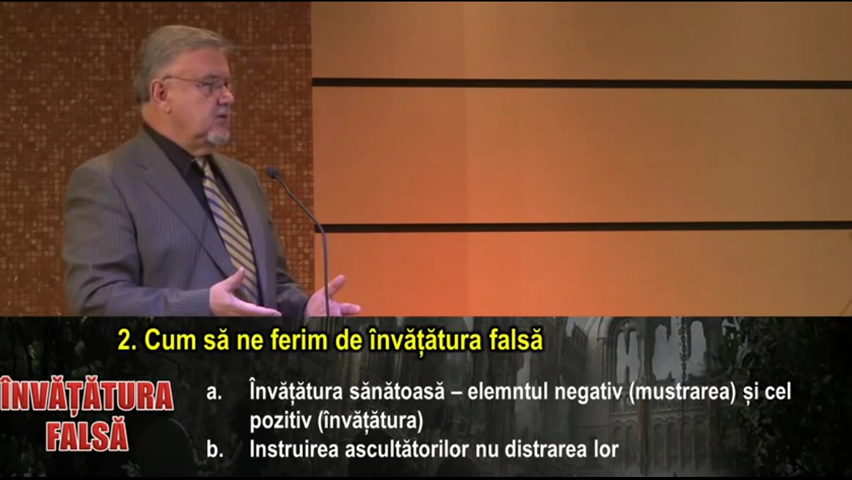 2. Cum să ne ferim de învățătura falsă
ÎNVĂȚĂTURA
FALSĂ
a. Învățătură sănătoasă – elemntul negativ (mustrarea) și cel
pozitiv (învățătura)
b. Instruirea ascultătorilor nu distrarea lor